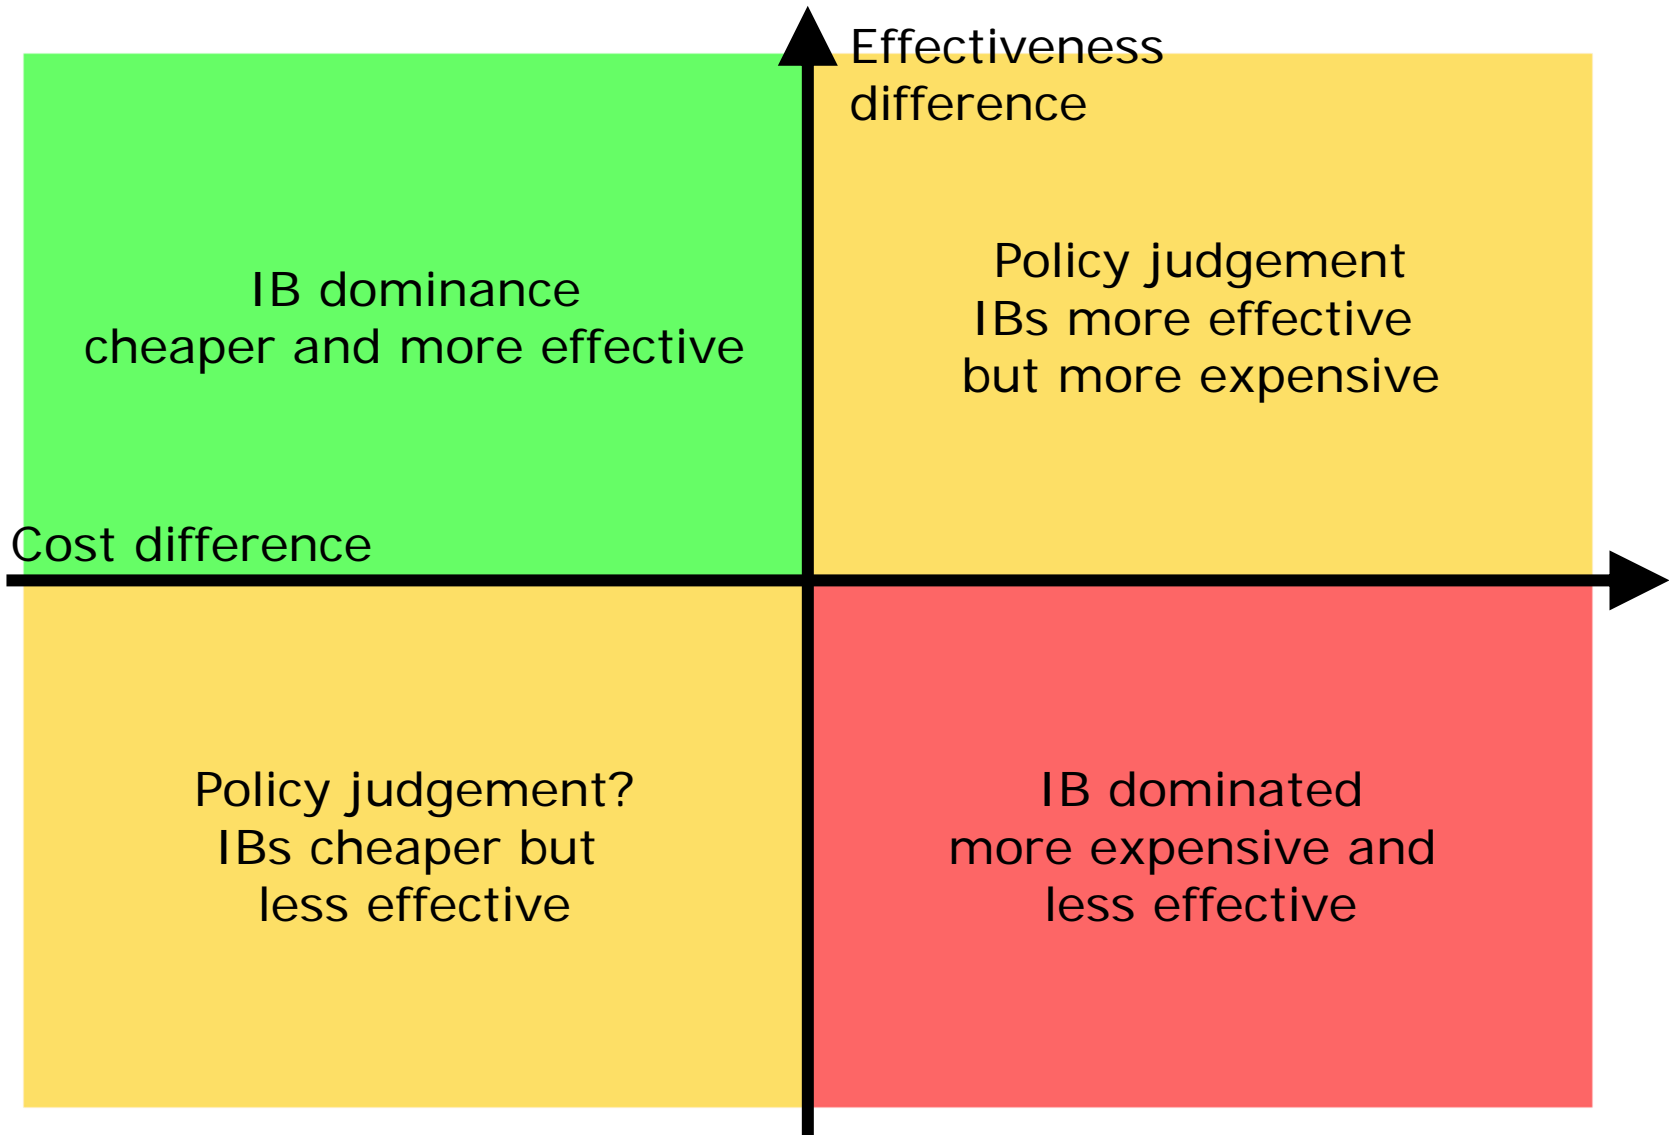 Effectiveness
difference
IB dominance
cheaper and more effective
Policy judgement
IBs more effective
but more expensive
Cost difference
Policy judgement?
IBs cheaper but
less effective
IB dominated
more expensive and
less effective